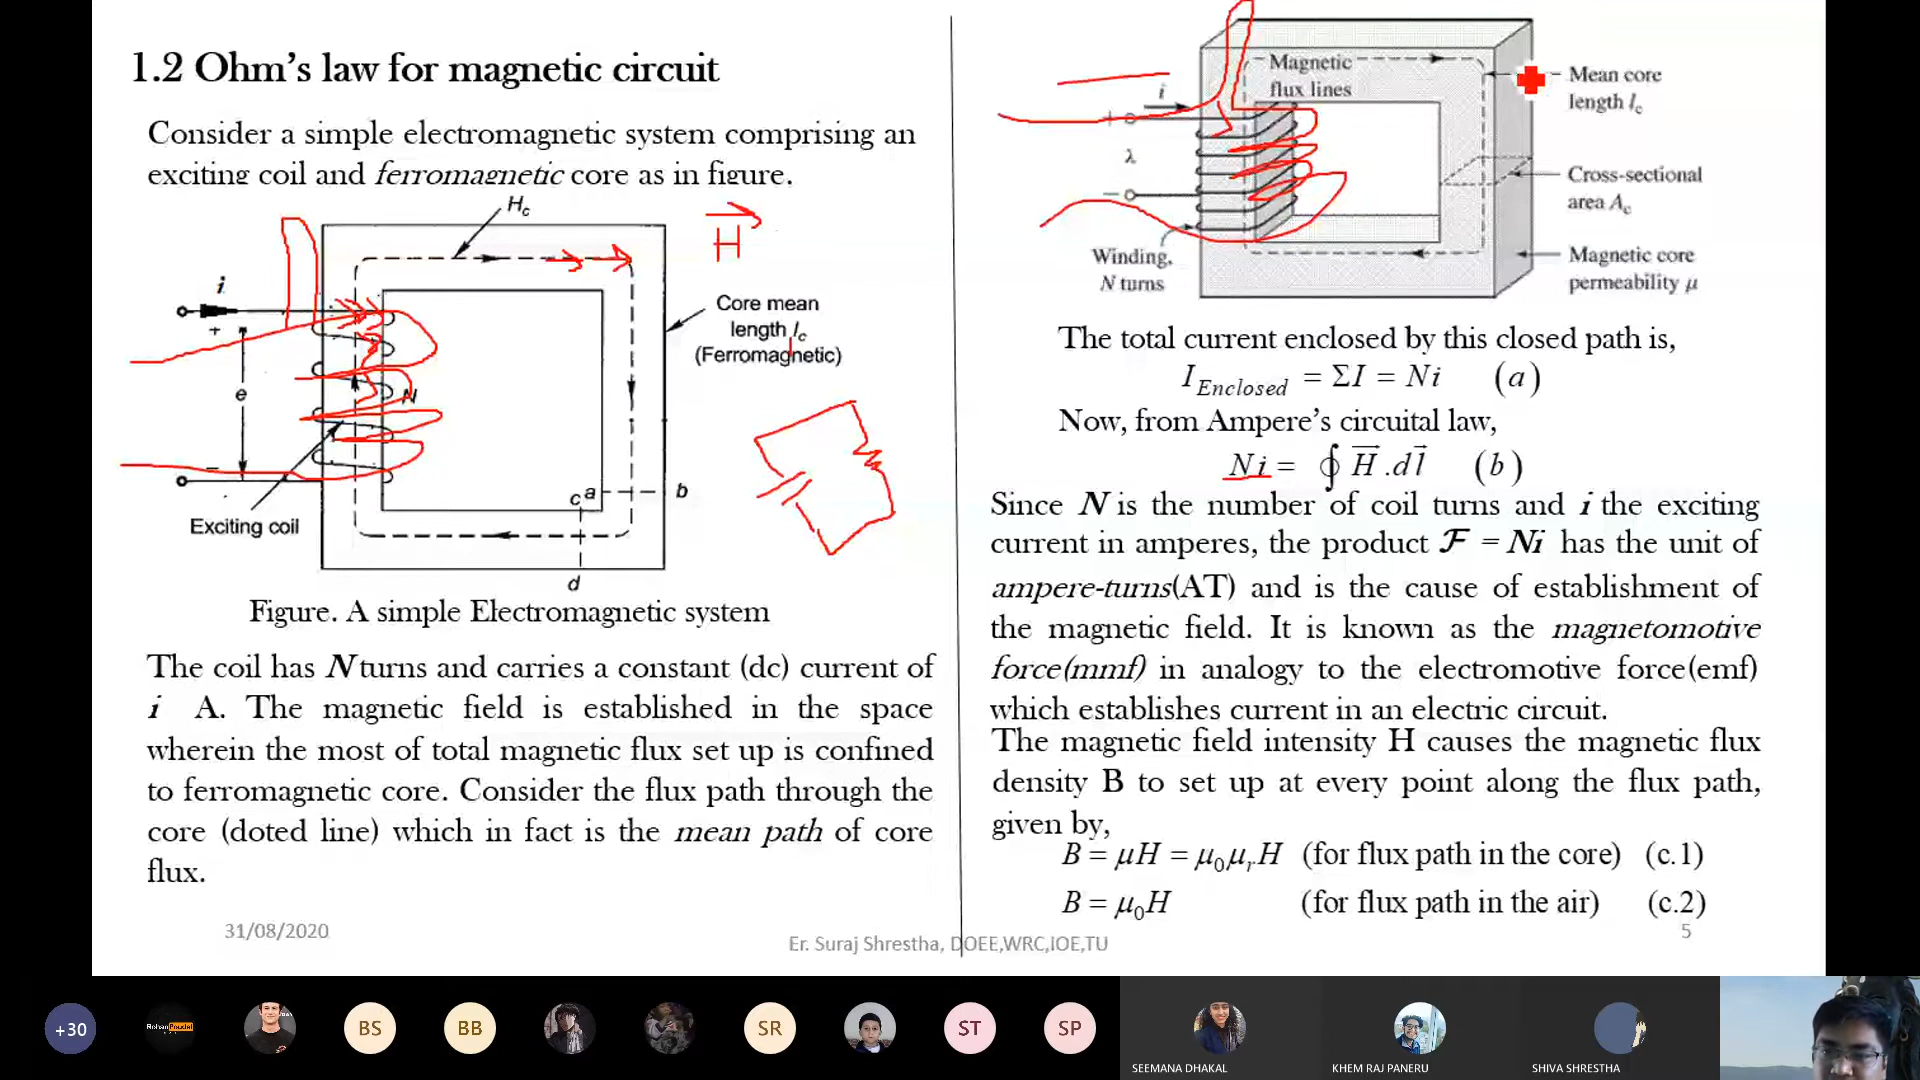 1.2 Ohm's law for magnetic circuit
Consider a simple electromagnetic system comprising an
exciting coil and ferromagnetic core as in figure.
H_c
H
i
+
e
N
−
Core mean
length l_c
(Ferromagnetic)
c a
b
d
Exciting coil
Figure. A simple Electromagnetic system
The coil has N turns and carries a constant (dc) current of
i A. The magnetic field is established in the space
wherein the most of total magnetic flux set up is confined
to ferromagnetic core. Consider the flux path through the
core (doted line) which in fact is the mean path of core
flux.
31/08/2020
Magnetic
flux lines
i
+
λ
−
Winding,
N turns
Mean core
length l_c
Cross-sectional
area A_c
Magnetic core
permeability μ
The total current enclosed by this closed path is,
I_Enclosed = ΣI = Ni (a)
Now, from Ampere's circuital law,
Ni = ∮ H⃗ .dl⃗ (b)
Since N is the number of coil turns and i the exciting
current in amperes, the product ℱ = Ni has the unit of
ampere-turns(AT) and is the cause of establishment of
the magnetic field. It is known as the magnetomotive
force(mmf) in analogy to the electromotive force(emf)
which establishes current in an electric circuit.
The magnetic field intensity H causes the magnetic flux
density B to set up at every point along the flux path,
given by,
B = μH = μ₀μᵣH (for flux path in the core) (c.1)
B = μ₀H (for flux path in the air) (c.2)
5
Er. Suraj Shrestha, DOEE,WRC,IOE,TU
+30
Rohan Poudel
BS
BB
SR
ST
SP
SEEMANA DHAKAL
KHEM RAJ PANERU
SHIVA SHRESTHA